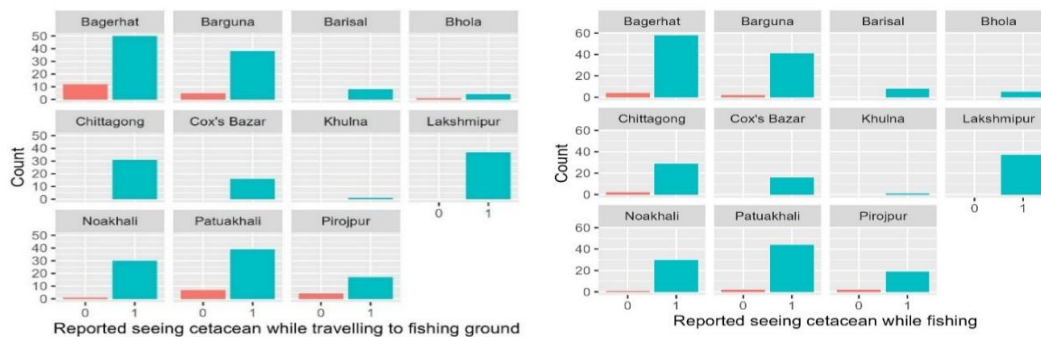 Bagerhat Barguna Barisal Bhola
50
40
30
20
10
0
Chittagong Cox's Bazar Khulna Lakshmipur
50
40
30
20
10
0
0 1
Noakhali Patuakhali Pirojpur
50
40
30
20
10
0
0 1 0 1 0 1
Count
Reported seeing cetacean while travelling to fishing ground
Bagerhat Barguna Barisal Bhola
60
40
20
0
Chittagong Cox's Bazar Khulna Lakshmipur
60
40
20
0
0 1
Noakhali Patuakhali Pirojpur
60
40
20
0
0 1 0 1 0 1
Count
Reported seeing cetacean while fishing